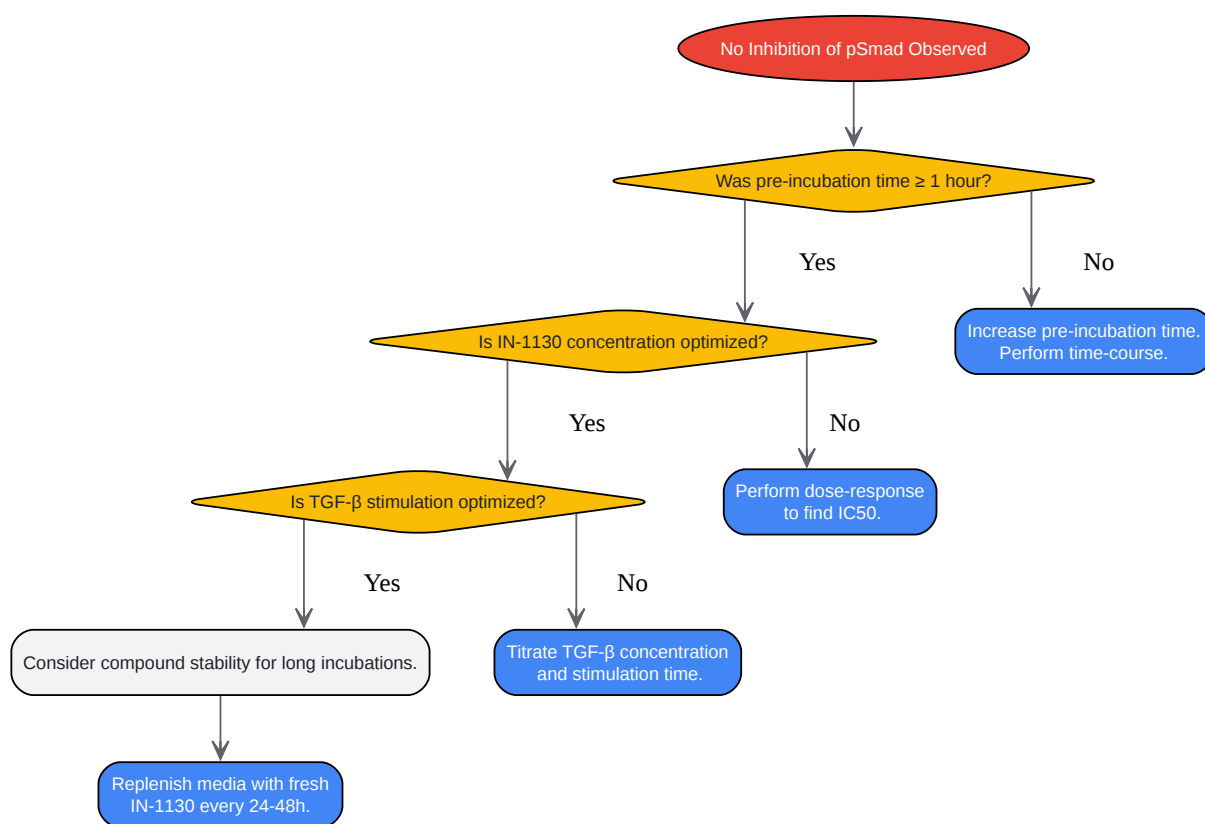 No Inhibition of pSmad Observed
Was pre-incubation time ≥ 1 hour?
Yes
No
Increase pre-incubation time.
Perform time-course.
Is IN-1130 concentration optimized?
Yes
No
Perform dose-response
to find IC50.
Is TGF-β stimulation optimized?
Yes
No
Consider compound stability for long incubations.
Titrate TGF-β concentration
and stimulation time.
Replenish media with fresh
IN-1130 every 24-48h.